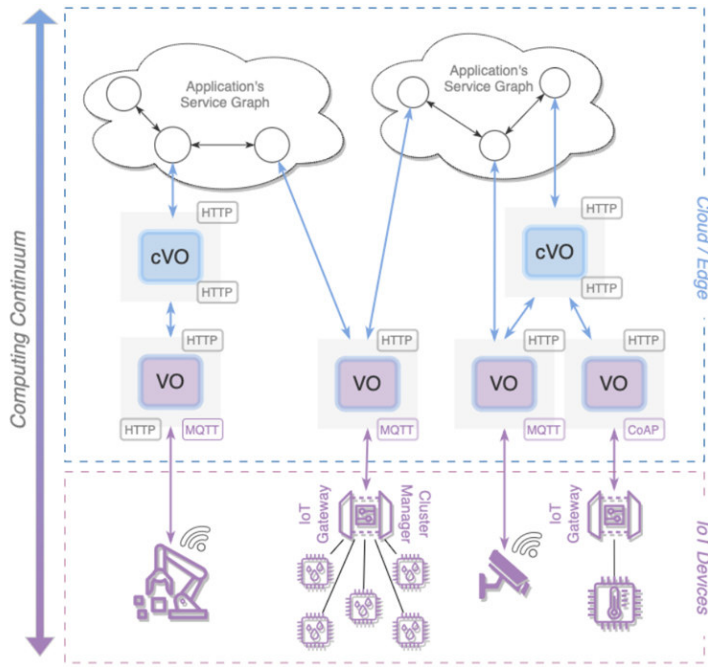 Application's
Service Graph
Application's
Service Graph
HTTP
HTTP
cVO
cVO
HTTP
HTTP
HTTP
HTTP
HTTP
HTTP
VO
VO
VO
VO
HTTP
MQTT
MQTT
MQTT
CoAP
IoT
Gateway
Cluster
Manager
IoT
Gateway
Computing Continuum
Cloud / Edge
IoT Devices